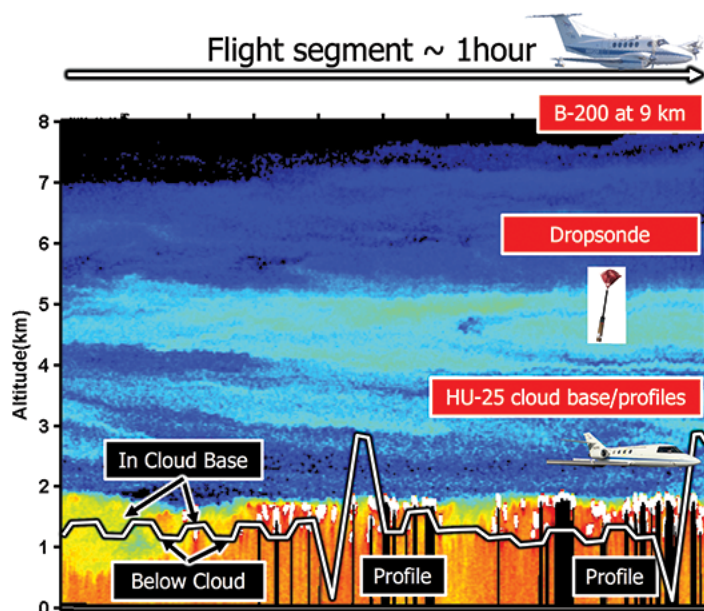 Flight segment ~ 1hour
B-200 at 9 km
8
7
6
Dropsonde
5
Altitude(km)
4
HU-25 cloud base/profiles
3
In Cloud Base
2
1
Below Cloud
Profile
Profile
0